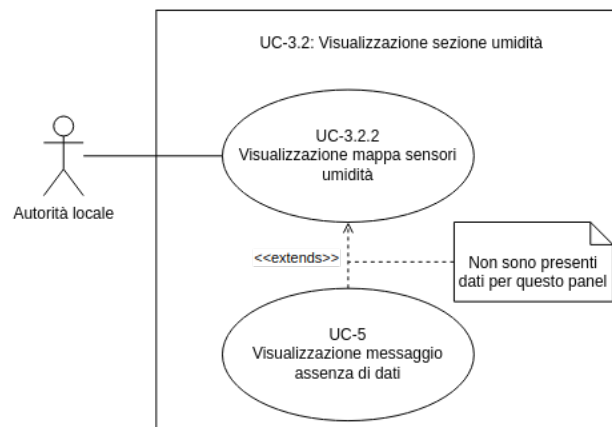 UC-3.2: Visualizzazione sezione umidità
UC-3.2.2
Visualizzazione mappa sensori
umidità
Autorità locale
<<extends>>
Non sono presenti
dati per questo panel
UC-5
Visualizzazione messaggio
assenza di dati